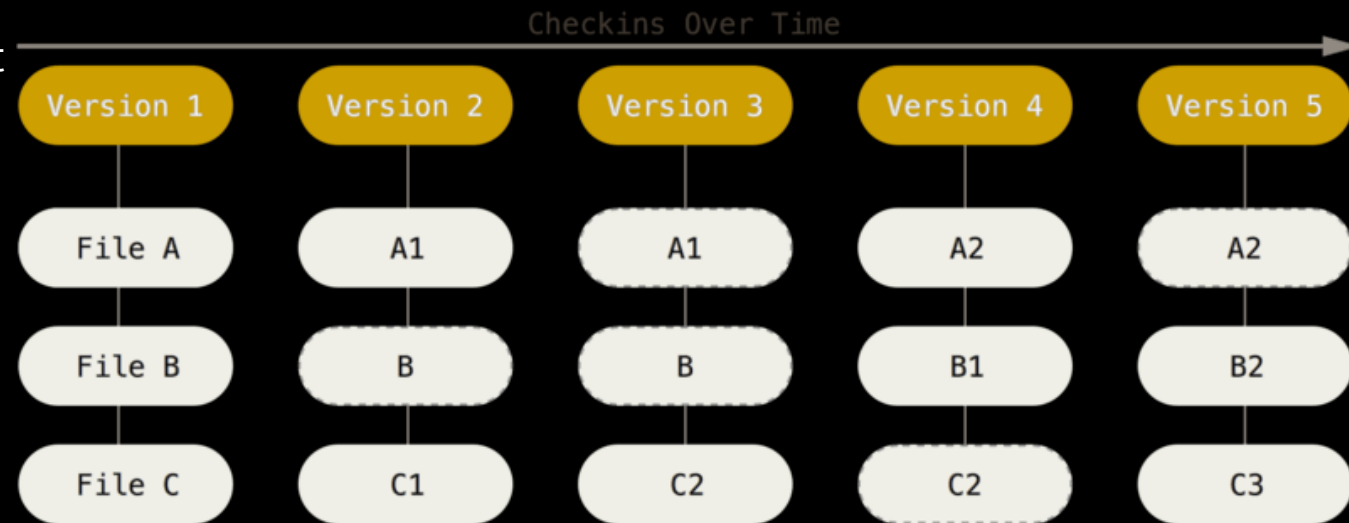 Checkins Over Time
t
Version 1 Version 2 Version 3 Version 4 Version 5
File A A1 A1 A2 A2
File B B B B1 B2
File C C1 C2 C2 C3